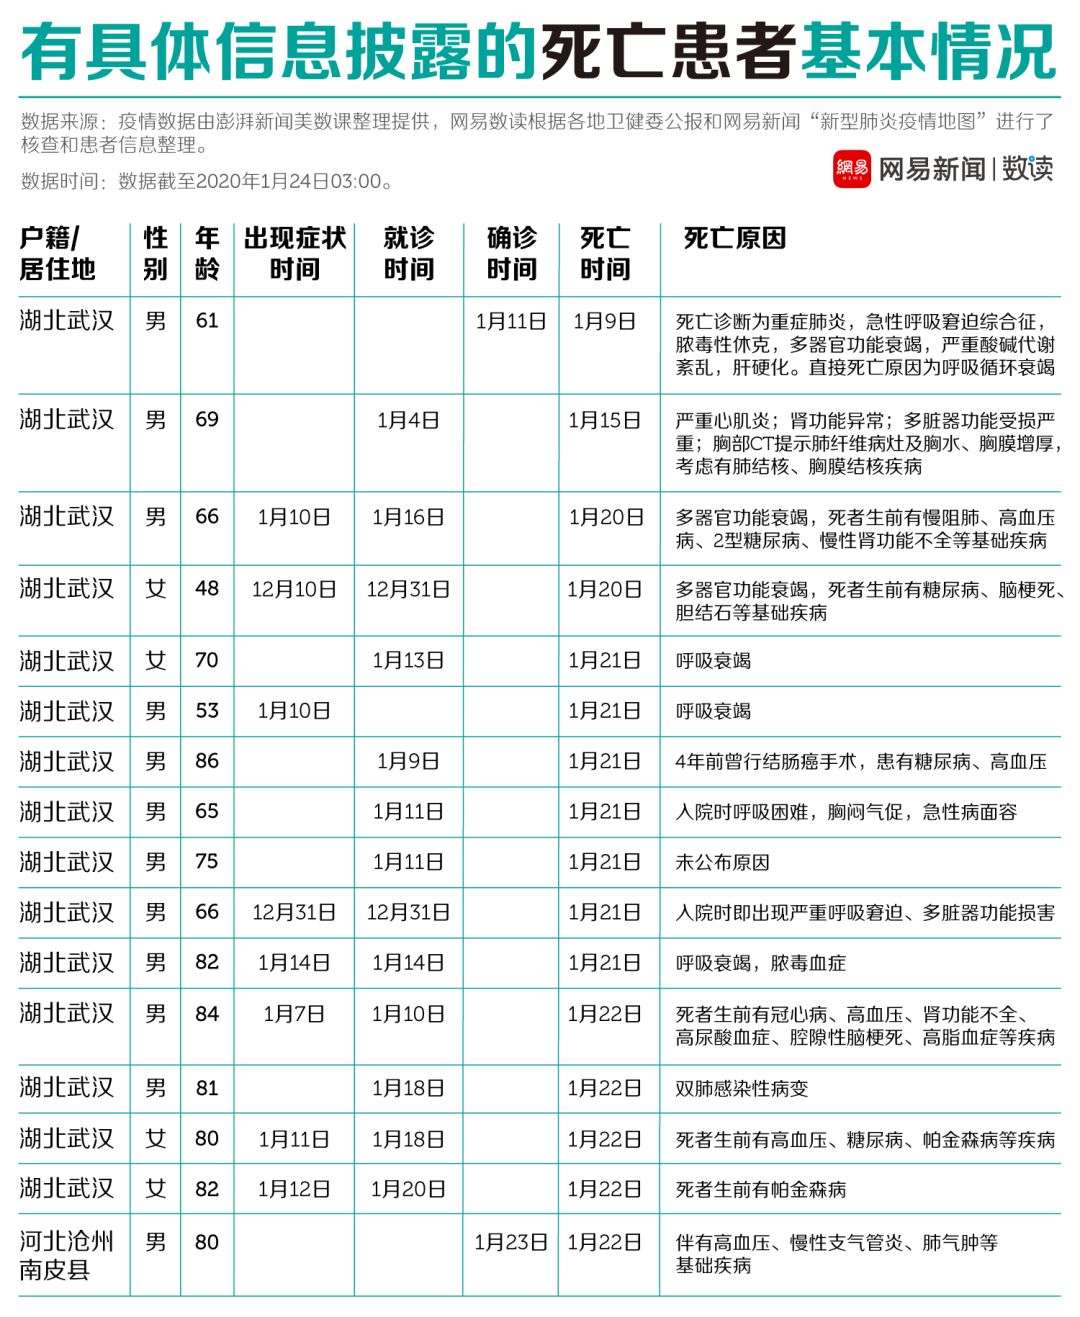 有具体信息披露的死亡患者基本情况
数据来源：疫情数据由澎湃新闻美数课整理提供，网易数读根据各地卫健委公报和网易新闻“新型肺炎疫情地图”进行了
核查和患者信息整理。
数据时间：数据截至2020年1月24日03:00。
網易 NEWS 网易新闻|数读
户籍/ 性 年 出现症状 就诊 确诊 死亡 死亡原因
居住地 别 龄 时间 时间 时间 时间
湖北武汉 男 61 1月11日 1月9日 死亡诊断为重症肺炎，急性呼吸窘迫综合征，
脓毒性休克，多器官功能衰竭，严重酸碱代谢
紊乱，肝硬化。直接死亡原因为呼吸循环衰竭
湖北武汉 男 69 1月4日 1月15日 严重心肌炎；肾功能异常；多脏器功能受损严
重；胸部CT提示肺纤维病灶及胸水、胸膜增厚，
考虑有肺结核、胸膜结核疾病
湖北武汉 男 66 1月10日 1月16日 1月20日 多器官功能衰竭，死者生前有慢阻肺、高血压
病、2型糖尿病、慢性肾功能不全等基础疾病
湖北武汉 女 48 12月10日 12月31日 1月20日 多器官功能衰竭，死者生前有糖尿病、脑梗死、
胆结石等基础疾病
湖北武汉 女 70 1月13日 1月21日 呼吸衰竭
湖北武汉 男 53 1月10日 1月21日 呼吸衰竭
湖北武汉 男 86 1月9日 1月21日 4年前曾行结肠癌手术，患有糖尿病、高血压
湖北武汉 男 65 1月11日 1月21日 入院时呼吸困难，胸闷气促，急性病面容
湖北武汉 男 75 1月11日 1月21日 未公布原因
湖北武汉 男 66 12月31日 12月31日 1月21日 入院时即出现严重呼吸窘迫、多脏器功能损害
湖北武汉 男 82 1月14日 1月14日 1月21日 呼吸衰竭，脓毒血症
湖北武汉 男 84 1月7日 1月10日 1月22日 死者生前有冠心病、高血压、肾功能不全、
高尿酸血症、腔隙性脑梗死、高脂血症等疾病
湖北武汉 男 81 1月18日 1月22日 双肺感染性病变
湖北武汉 女 80 1月11日 1月18日 1月22日 死者生前有高血压、糖尿病、帕金森病等疾病
湖北武汉 女 82 1月12日 1月20日 1月22日 死者生前有帕金森病
河北沧州 男 80 1月23日 1月22日 伴有高血压、慢性支气管炎、肺气肿等
南皮县 基础疾病